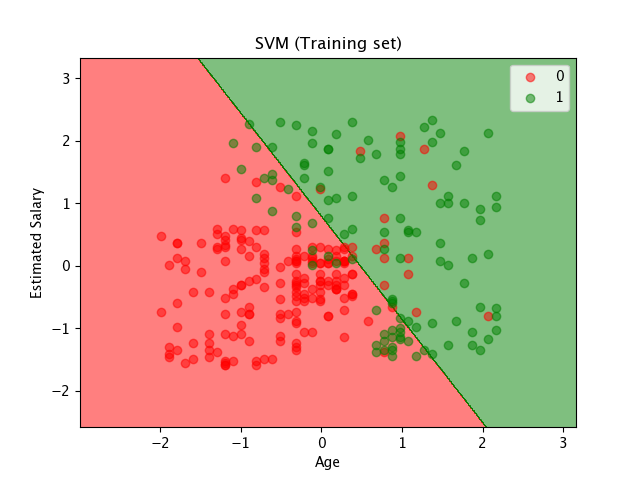 SVM (Training set)
0
1
3
2
1
0
−1
−2
Estimated Salary
−2 −1 0 1 2 3
Age